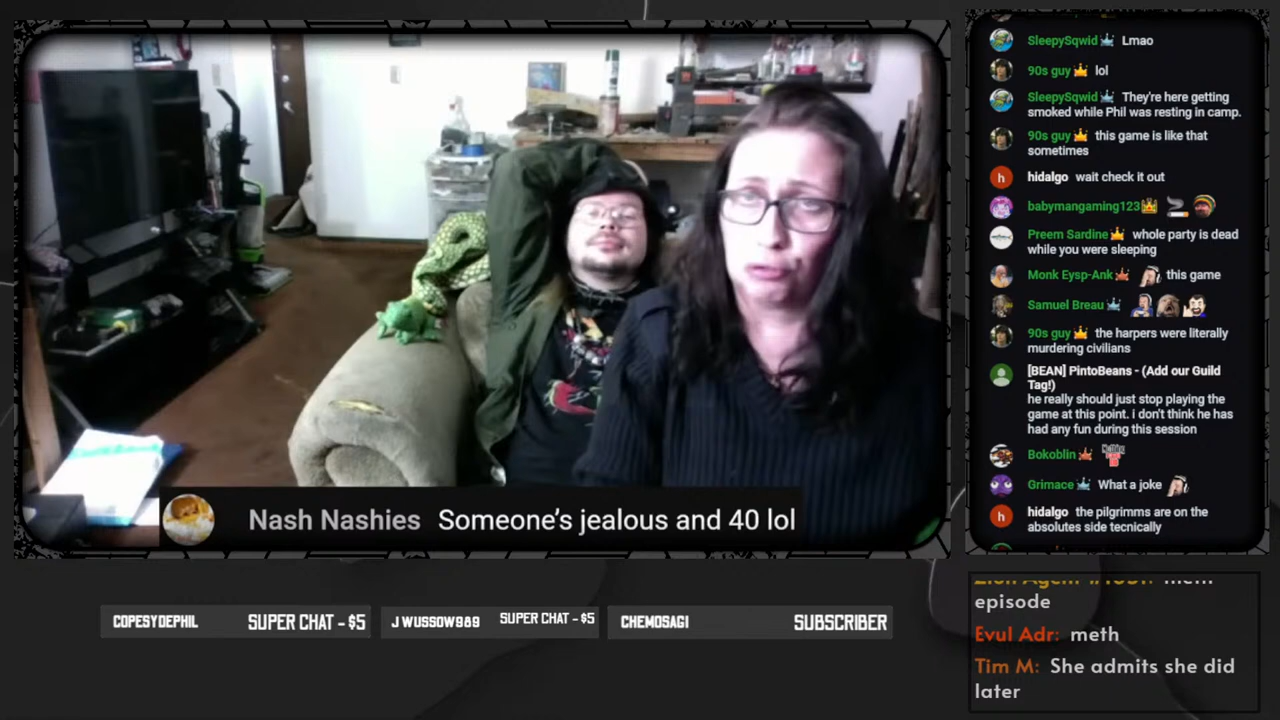 Nash Nashies Someone's jealous and 40 lol
COPESYDEPHIL SUPER CHAT - $5
J WUSSOW989 SUPER CHAT - $5
CHEMOSAGI SUBSCRIBER
SleepySqwid Lmao
90s guy lol
SleepySqwid They're here getting
smoked while Phil was resting in camp.
90s guy this game is like that
sometimes
h hidalgo wait check it out
babymangaming123
Preem Sardine whole party is dead
while you were sleeping
Monk Eysp-Ank this game
Samuel Breau
90s guy the harpers were literally
murdering civilians
[BEAN] PintoBeans - (Add our Guild
Tag!)
he really should just stop playing the
game at this point. i don't think he has
had any fun during this session
Bokoblin
Grimace What a joke
h hidalgo the pilgrimms are on the
absolutes side tecnically
meth
episode
Evul Adr: meth
Tim M: She admits she did
later